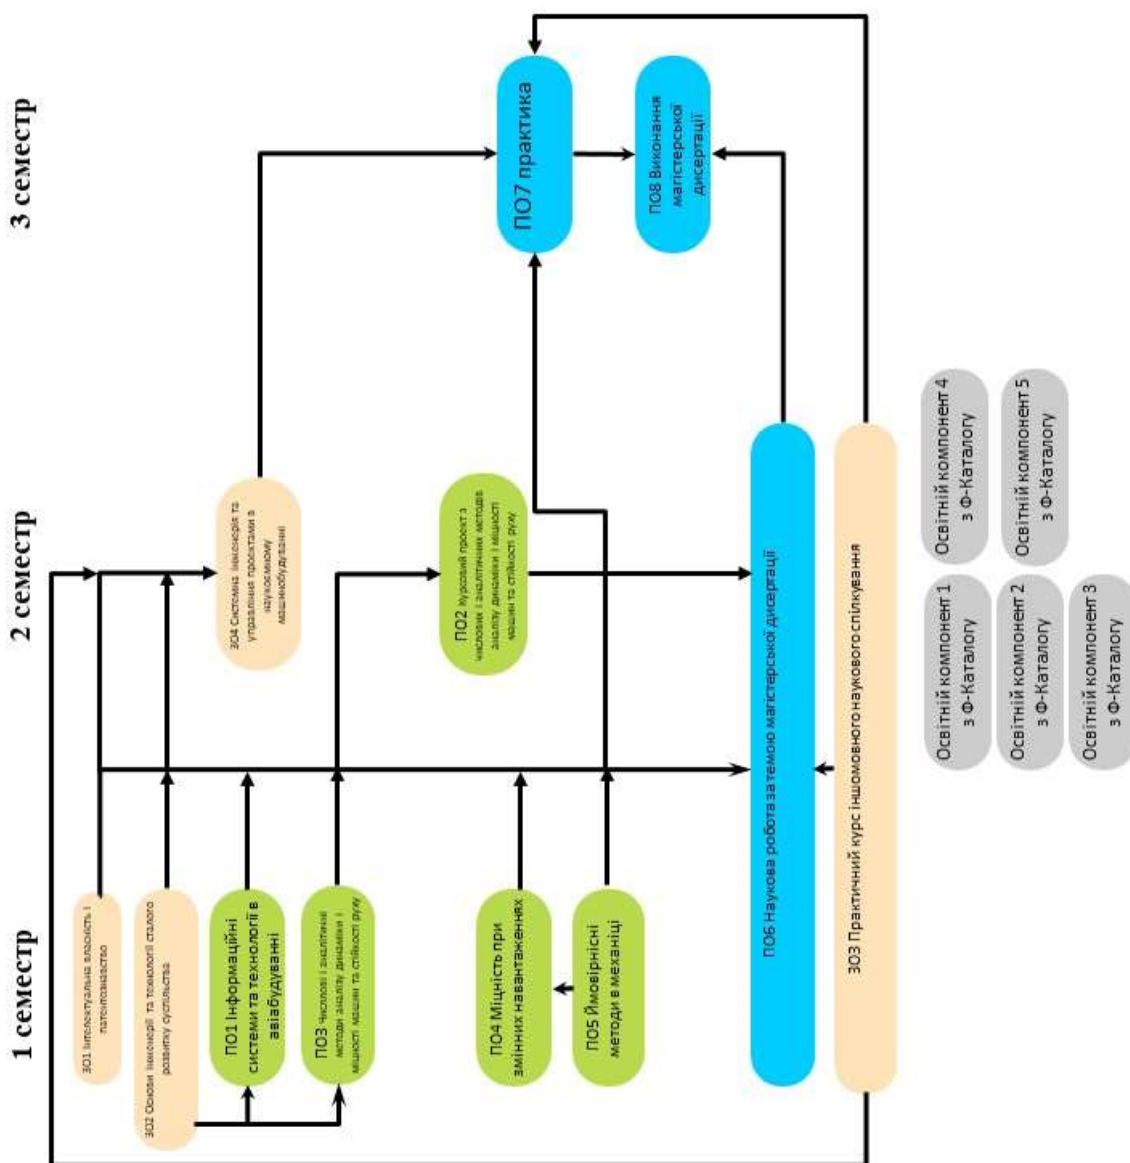 1 семестр
2 семестр
3 семестр
ЗО1 Інтелектуальна власність і
патентознавство
ЗО2 Основи інженерії та технології сталого
розвитку суспільства
ПО1 Інформаційні
системи та технології в
авіабудуванні
ПО3 Числові і аналітичні
методи аналізу динаміки і
міцності машин та стійкості руху
ПО4 Міцність при
змінних навантаженнях
ПО5 Ймовірнісні
методи в механіці
ЗО4 Системна інженерія та
управління проектами в
наукоємному
машинобудуванні
ПО2 Курсовий проект з
числових і аналітичних методів
аналізу динаміки і міцності
машин та стійкості руху
ПО7 практика
ПО8 Виконання
магістерської
дисертації
ПО6 Наукова робота за темою магістерської дисертації
ЗО3 Практичний курс іншомовного наукового спілкування
Освітній компонент 1
з Ф-Каталогу
Освітній компонент 2
з Ф-Каталогу
Освітній компонент 3
з Ф-Каталогу
Освітній компонент 4
з Ф-Каталогу
Освітній компонент 5
з Ф-Каталогу